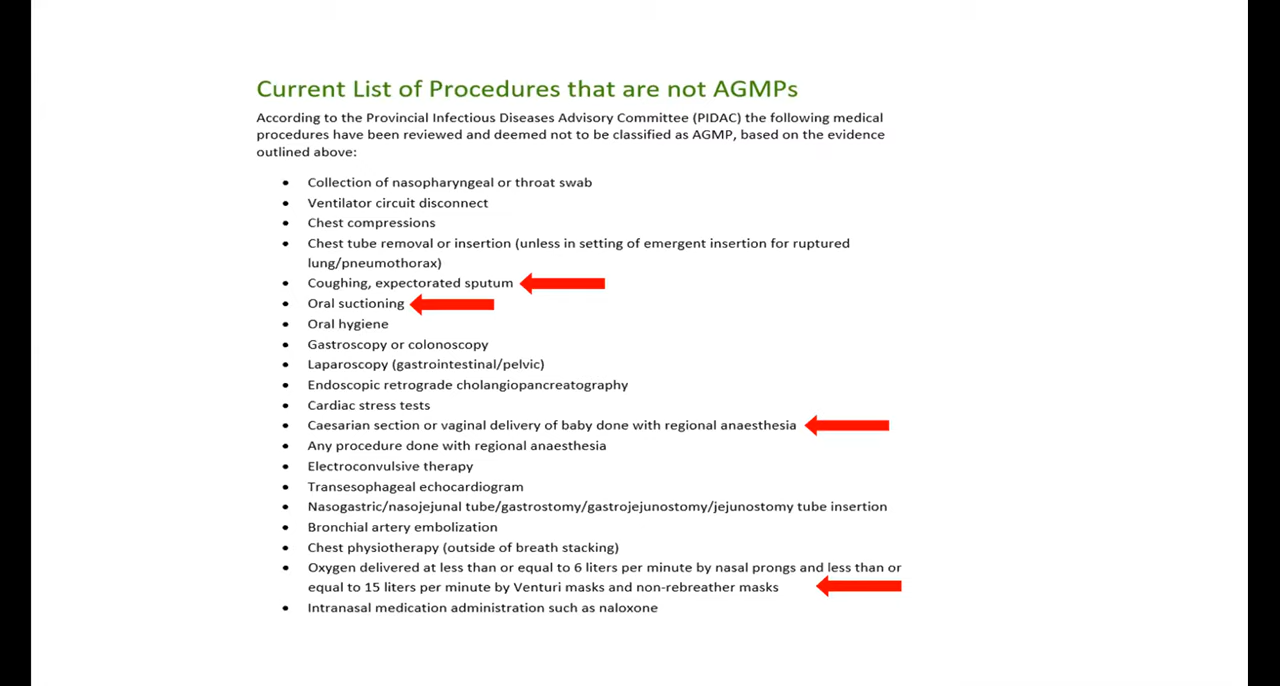 Current List of Procedures that are not AGMPs
According to the Provincial Infectious Diseases Advisory Committee (PIDAC) the following medical
procedures have been reviewed and deemed not to be classified as AGMP, based on the evidence
outlined above:
• Collection of nasopharyngeal or throat swab
• Ventilator circuit disconnect
• Chest compressions
• Chest tube removal or insertion (unless in setting of emergent insertion for ruptured
lung/pneumothorax)
• Coughing, expectorated sputum
• Oral suctioning
• Oral hygiene
• Gastroscopy or colonoscopy
• Laparoscopy (gastrointestinal/pelvic)
• Endoscopic retrograde cholangiopancreatography
• Cardiac stress tests
• Caesarian section or vaginal delivery of baby done with regional anaesthesia
• Any procedure done with regional anaesthesia
• Electroconvulsive therapy
• Transesophageal echocardiogram
• Nasogastric/nasojejunal tube/gastrostomy/gastrojejunostomy/jejunostomy tube insertion
• Bronchial artery embolization
• Chest physiotherapy (outside of breath stacking)
• Oxygen delivered at less than or equal to 6 liters per minute by nasal prongs and less than or
equal to 15 liters per minute by Venturi masks and non-rebreather masks
• Intranasal medication administration such as naloxone